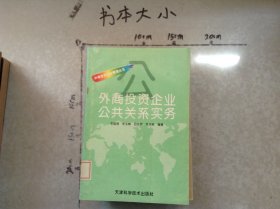 书本大小
10cm
15cm
20cm
公
外商投资企业
公共关系实务
天津科学技术出版社